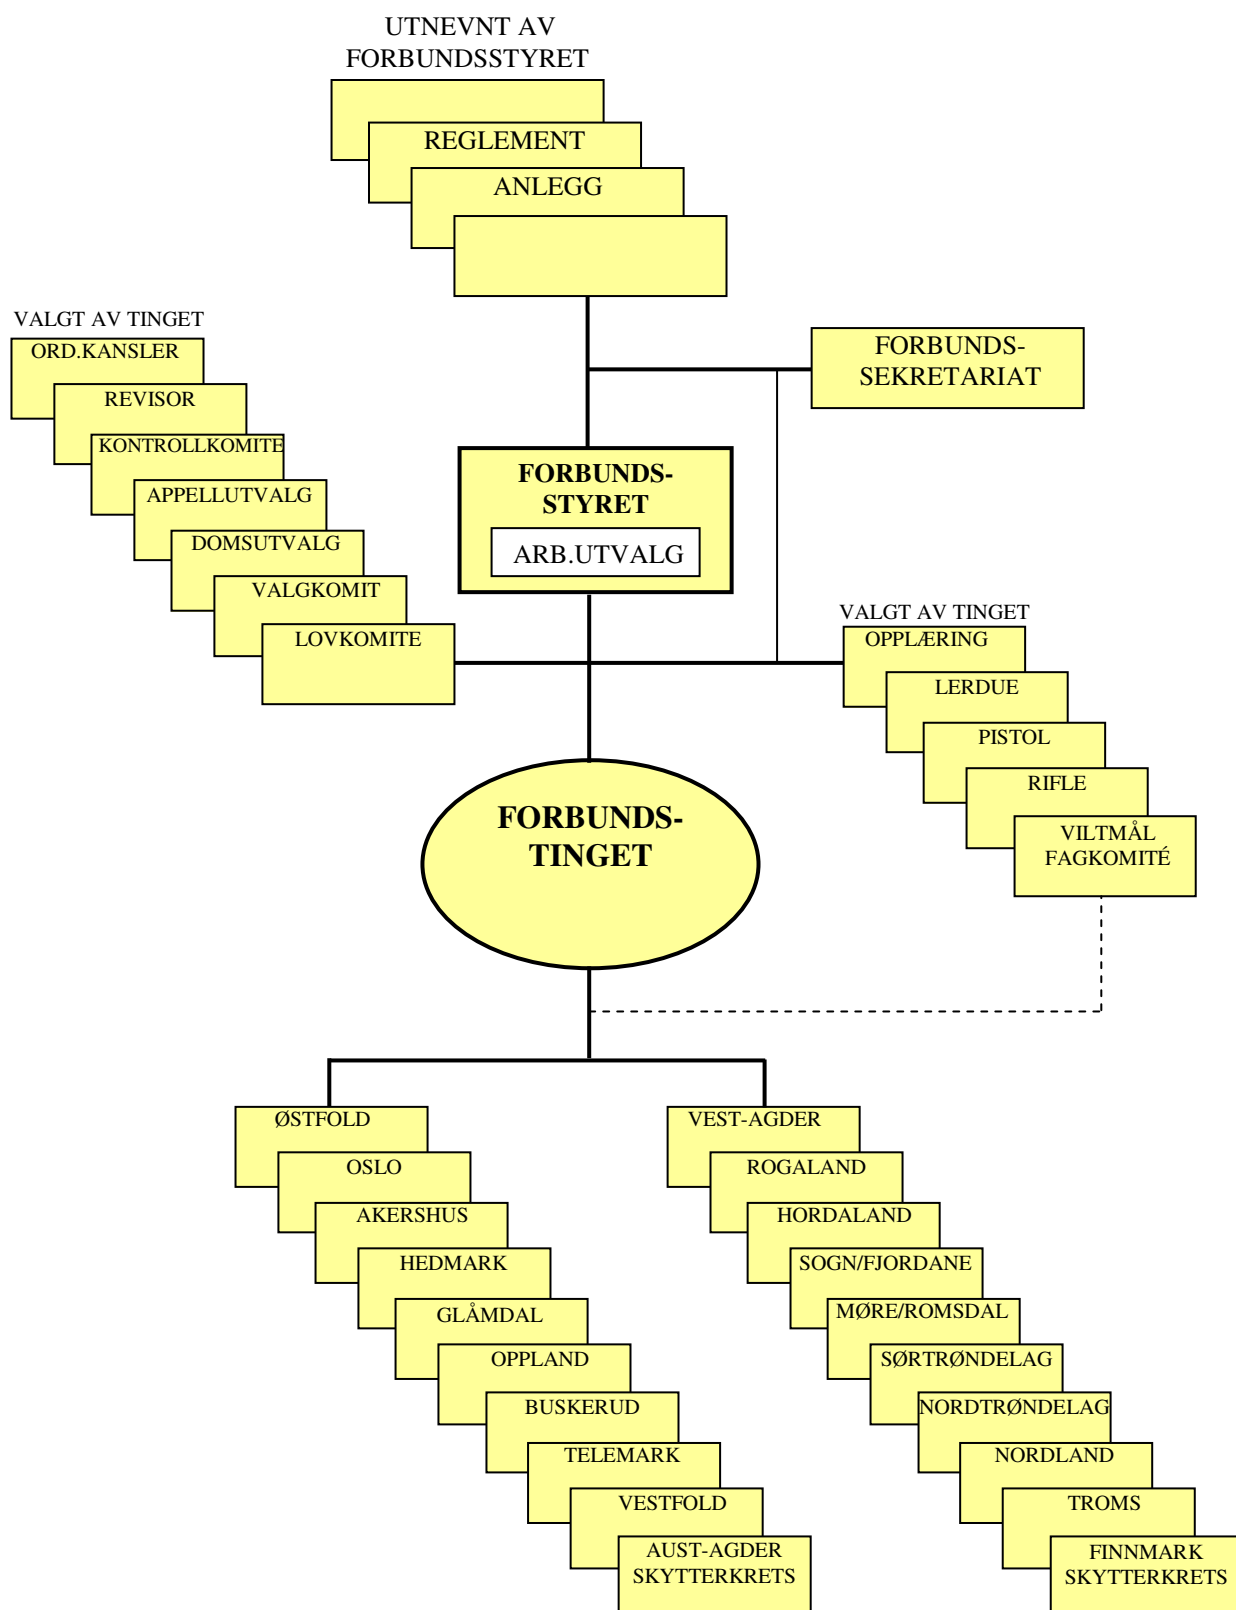 UTNEVNT AV
FORBUNDSSTYRET
REGLEMENT
ANLEGG
VALGT AV TINGET
ORD.KANSLER
REVISOR
KONTROLLKOMITE
APPELLUTVALG
DOMSUTVALG
VALGKOMIT
LOVKOMITE
FORBUNDS-
SEKRETARIAT
FORBUNDS-
STYRET
ARB.UTVALG
VALGT AV TINGET
OPPLÆRING
LERDUE
PISTOL
RIFLE
VILTMÅL
FAGKOMITÉ
FORBUNDS-
TINGET
ØSTFOLD
OSLO
AKERSHUS
HEDMARK
GLÅMDAL
OPPLAND
BUSKERUD
TELEMARK
VESTFOLD
AUST-AGDER
SKYTTERKRETS
VEST-AGDER
ROGALAND
HORDALAND
SOGN/FJORDANE
MØRE/ROMSDAL
SØRTRØNDELAG
NORDTRØNDELAG
NORDLAND
TROMS
FINNMARK
SKYTTERKRETS